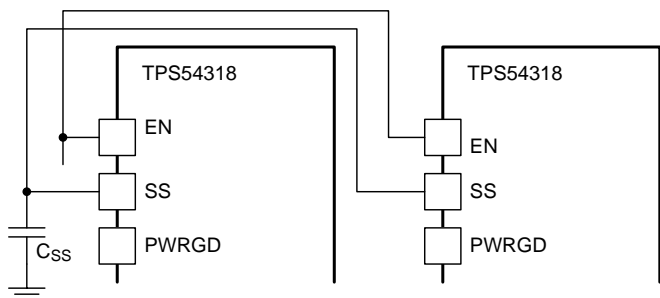 TPS54318
EN
SS
PWRGD
CSS
TPS54318
EN
SS
PWRGD